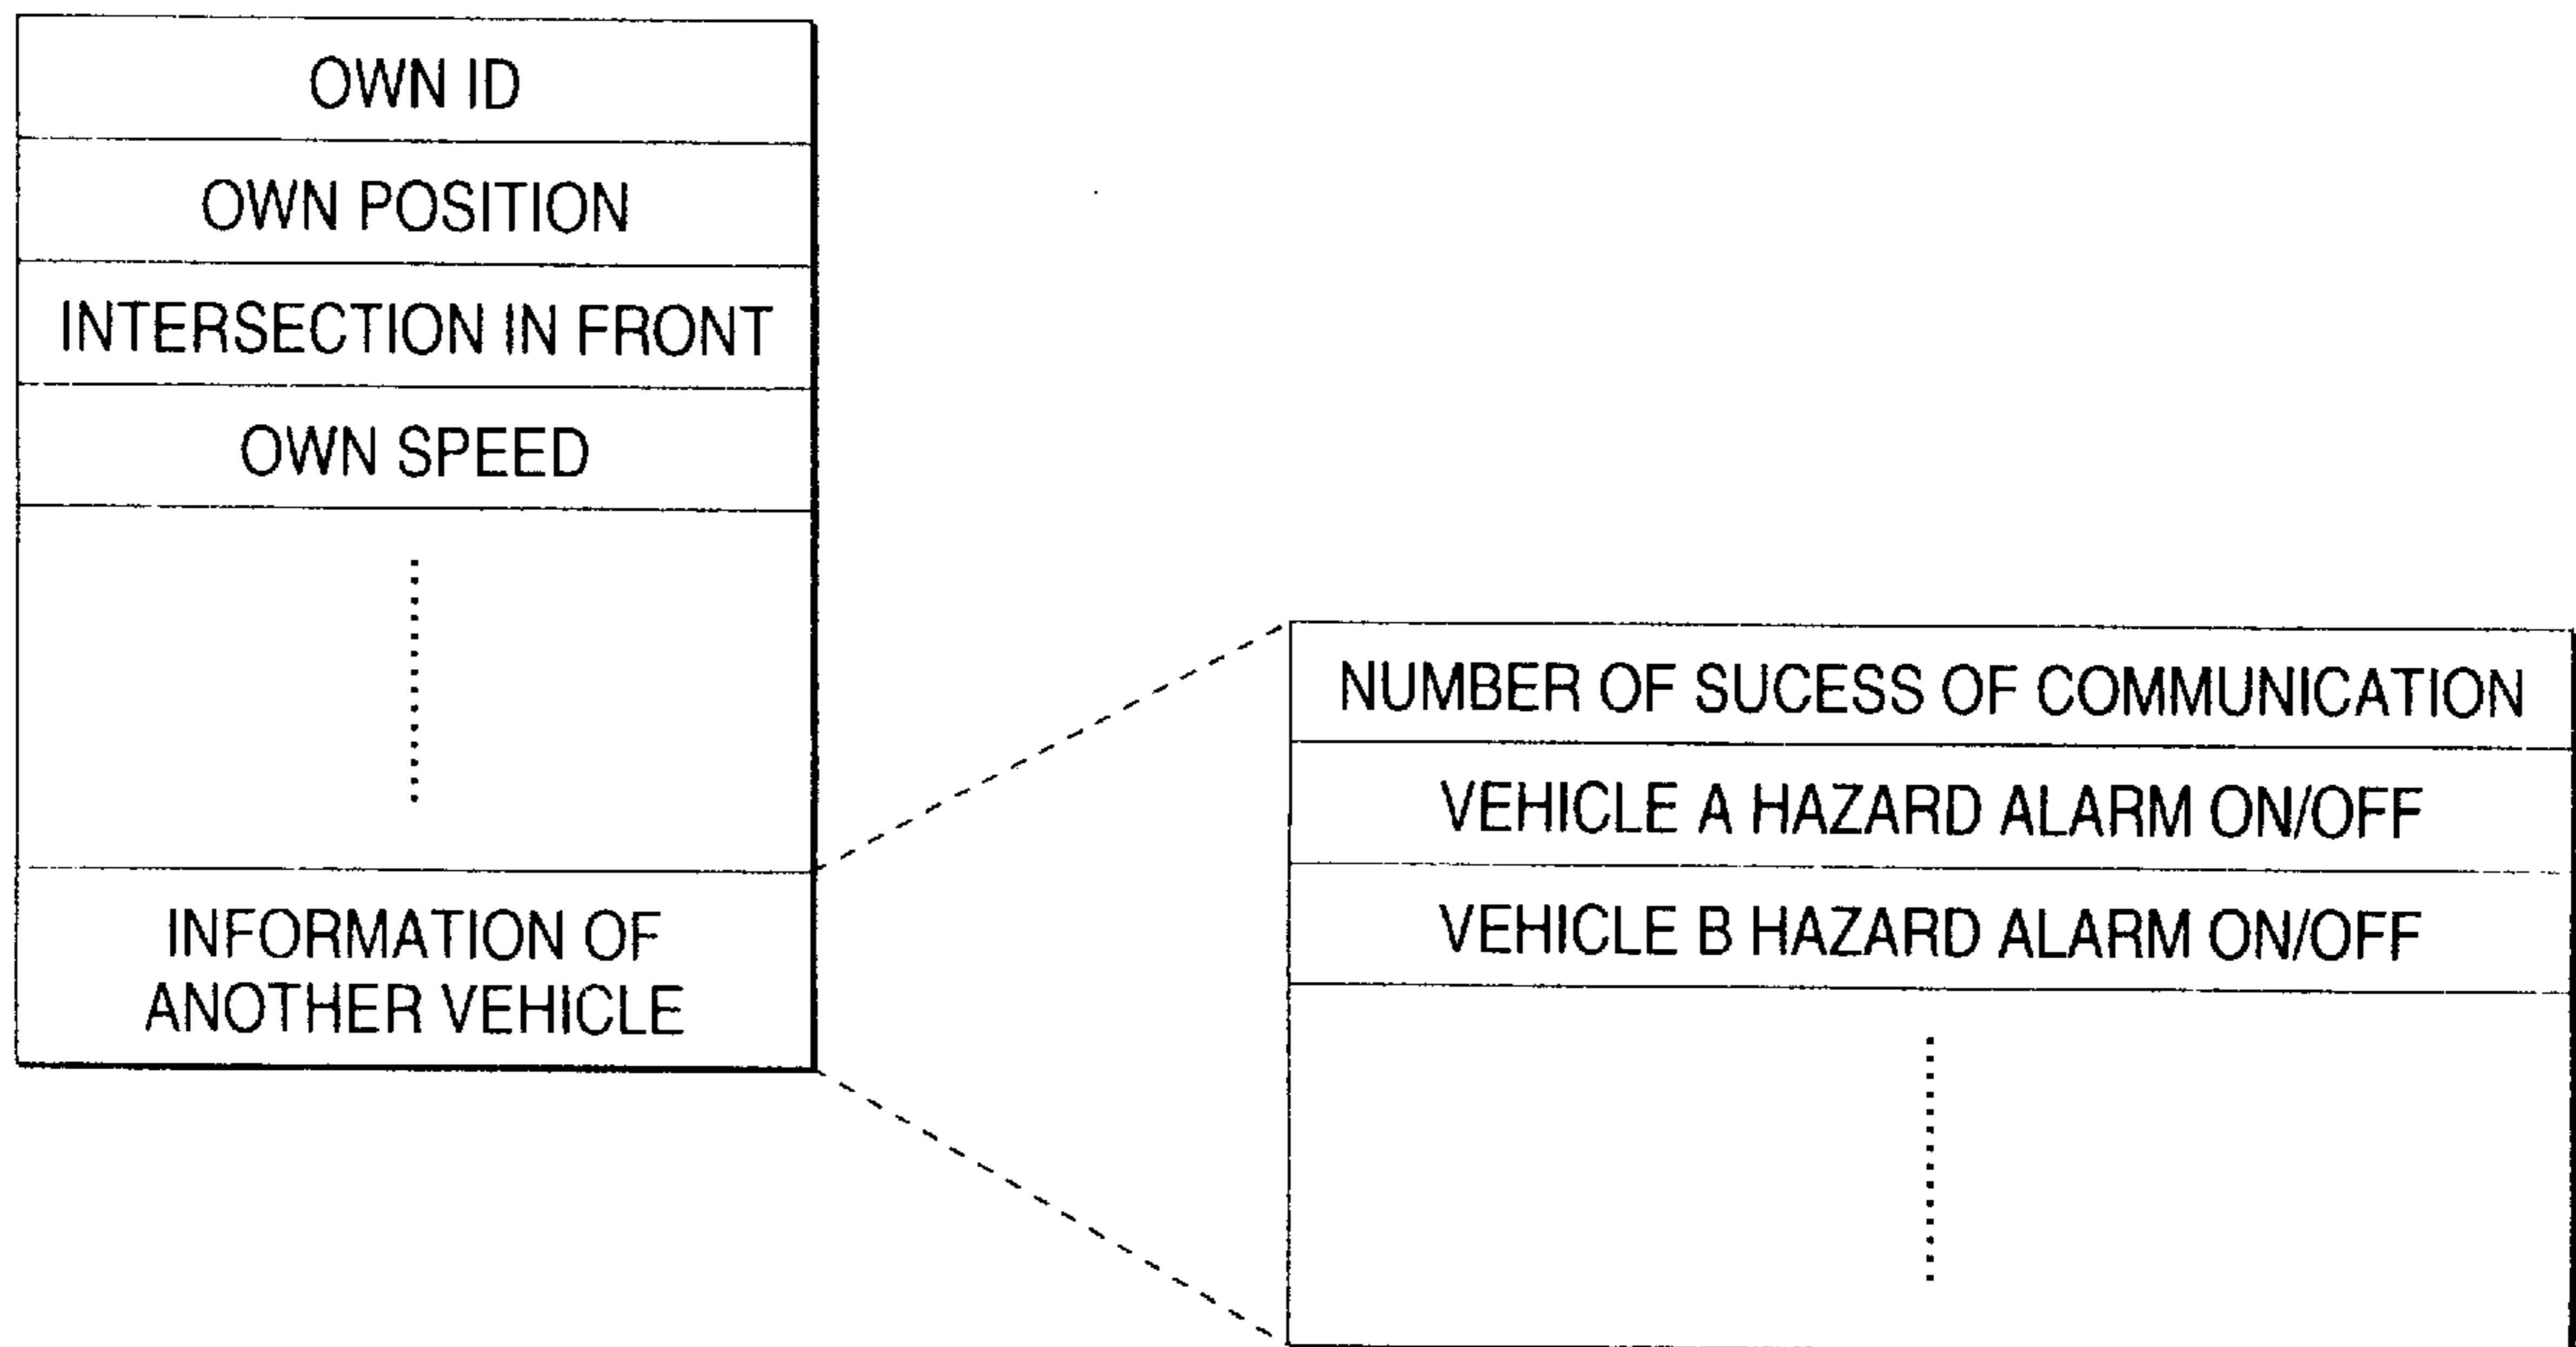 OWN ID
OWN POSITION
INTERSECTION IN FRONT
OWN SPEED
INFORMATION OF
ANOTHER VEHICLE
NUMBER OF SUCESS OF COMMUNICATION
VEHICLE A HAZARD ALARM ON/OFF
VEHICLE B HAZARD ALARM ON/OFF